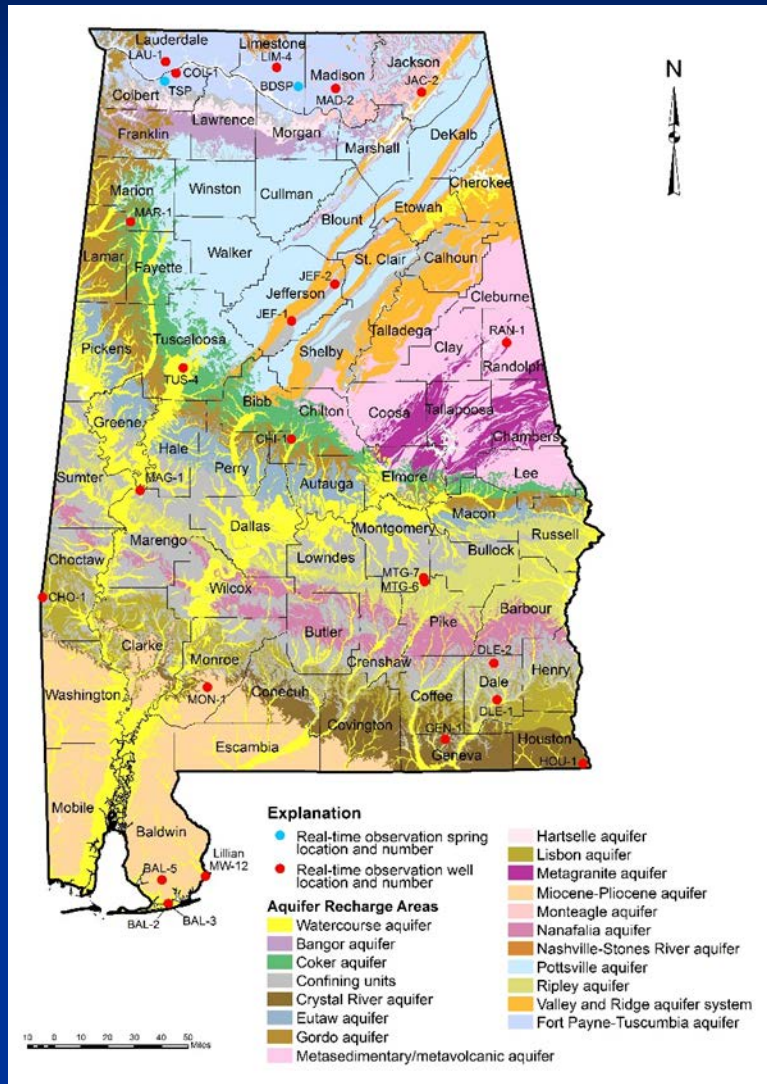 Lauderdale
Limestone
LAU-1
COL-1
LIM-4
Jackson
N
TSP
BDSP
Madison
JAC-2
Colbert
MAD-2
Lawrence
Franklin
Morgan
DeKalb
Marshall
Marion
Winston
Cullman
Cherokee
MAR-1
Blount
Etowah
Walker
St. Clair
Calhoun
Lamar
Fayette
JEF-2
Jefferson
Cleburne
JEF-1
Talladega
Tuscaloosa
RAN-1
Pickens
Shelby
Clay
Randolph
TUS-4
Bibb
Coosa
Tallapoosa
Greene
Chilton
Chambers
Hale
CHI-1
Perry
Elmore
Lee
Sumter
MAG-1
Autauga
Macon
Dallas
Montgomery
Russell
Marengo
Lowndes
Bullock
Choctaw
MTG-7
MTG-6
Wilcox
CHO-1
Barbour
Butler
Pike
Clarke
Crenshaw
DLE-2
Monroe
Henry
Washington
MON-1
Conecuh
Coffee
Dale
DLE-1
Covington
GEN-1
Houston
Escambia
Geneva
HOU-1
Mobile
Baldwin
Lillian
MW-12
BAL-5
BAL-2
BAL-3
Explanation
Real-time observation spring
location and number
Real-time observation well
location and number
Aquifer Recharge Areas
Watercourse aquifer
Bangor aquifer
Coker aquifer
Confining units
Crystal River aquifer
Eutaw aquifer
Gordo aquifer
Metasedimentary/metavolcanic aquifer
Hartselle aquifer
Lisbon aquifer
Metagranite aquifer
Miocene-Pliocene aquifer
Monteagle aquifer
Nanafalia aquifer
Nashville-Stones River aquifer
Pottsville aquifer
Ripley aquifer
Valley and Ridge aquifer system
Fort Payne-Tuscumbia aquifer
10 0 10 20 30 40 50
Miles